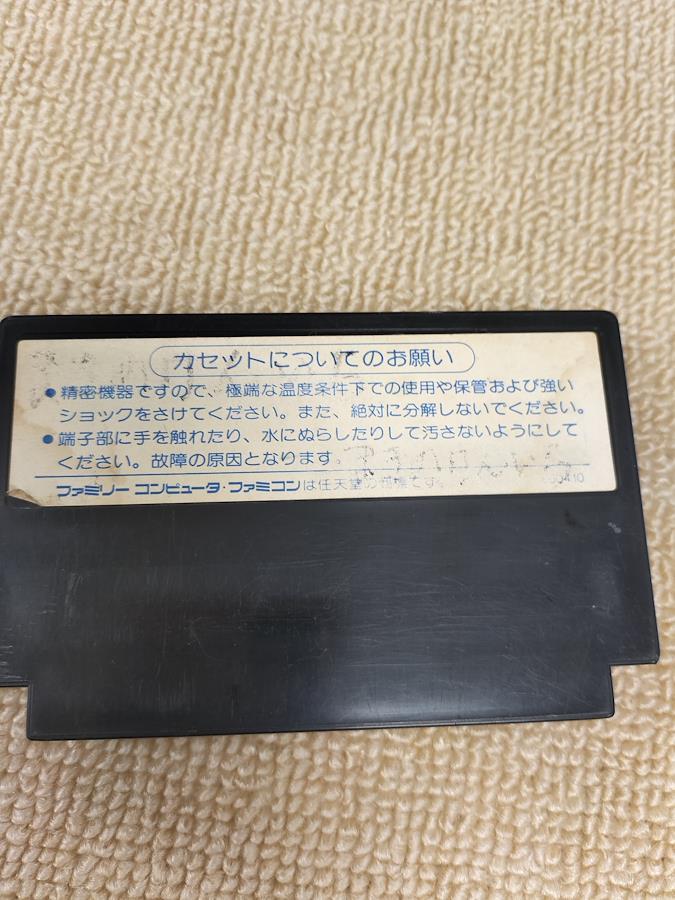 カセットについてのお願い
●精密機器ですので、極端な温度条件下での使用や保管および強い
ショックをさけてください。また、絶対に分解しないでください。
●端子部に手を触れたり、水にぬらしたりして汚さないようにして
ください。故障の原因となります。
ファミリー コンピュータ・ファミコンは任天堂の商標です。